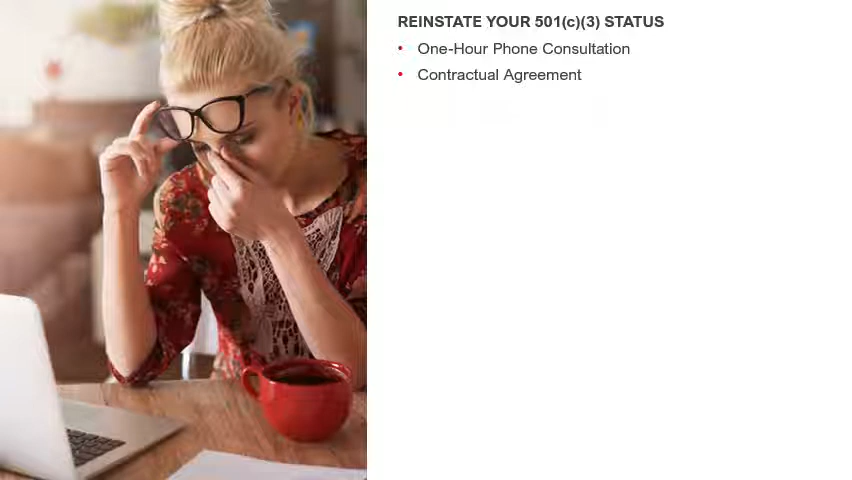 REINSTATE YOUR 501(c)(3) STATUS
• One-Hour Phone Consultation
• Contractual Agreement